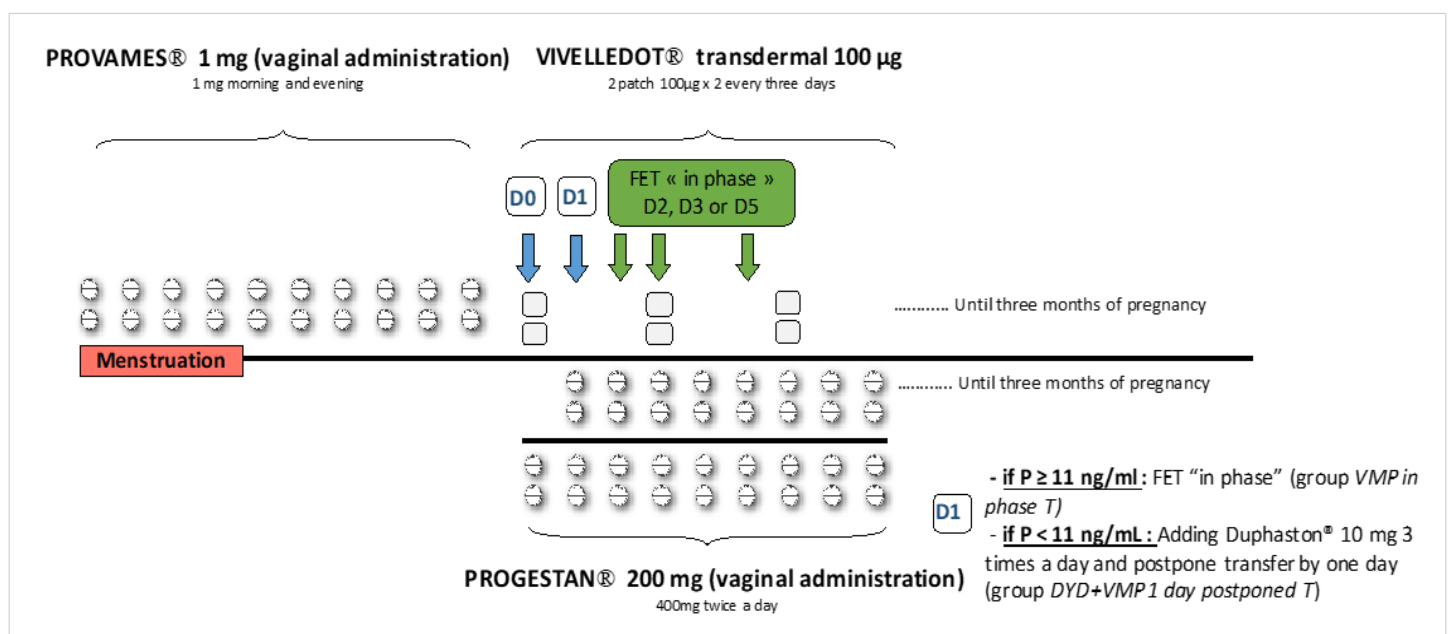 PROVAMES® 1 mg (vaginal administration)
1 mg morning and evening
VIVELLEDOT® transdermal 100 µg
2 patch 100µg x 2 every three days
D0
D1
FET « in phase »
D2, D3 or D5
............ Until three months of pregnancy
Menstruation
............ Until three months of pregnancy
D1
- if P ≥ 11 ng/ml : FET “in phase” (group VMP in
phase T)
- if P < 11 ng/mL : Adding Duphaston® 10 mg 3
times a day and postpone transfer by one day
(group DYD+VMP 1 day postponed T)
PROGESTAN® 200 mg (vaginal administration)
400mg twice a day